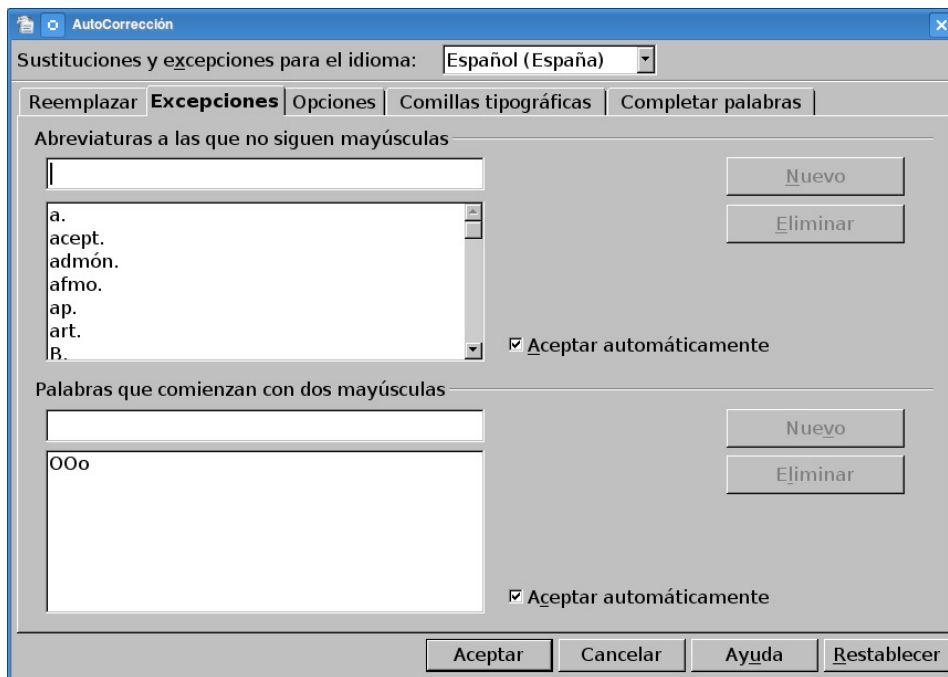 AutoCorrección
Sustituciones y excepciones para el idioma: Español (España)
Reemplazar Excepciones Opciones Comillas tipográficas Completar palabras
Abreviaturas a las que no siguen mayúsculas
Nuevo
a.
acept.
admón.
afmo.
ap.
art.
B.
Eliminar
Aceptar automáticamente
Palabras que comienzan con dos mayúsculas
Nuevo
OOo
Eliminar
Aceptar automáticamente
Aceptar Cancelar Ayuda Restablecer